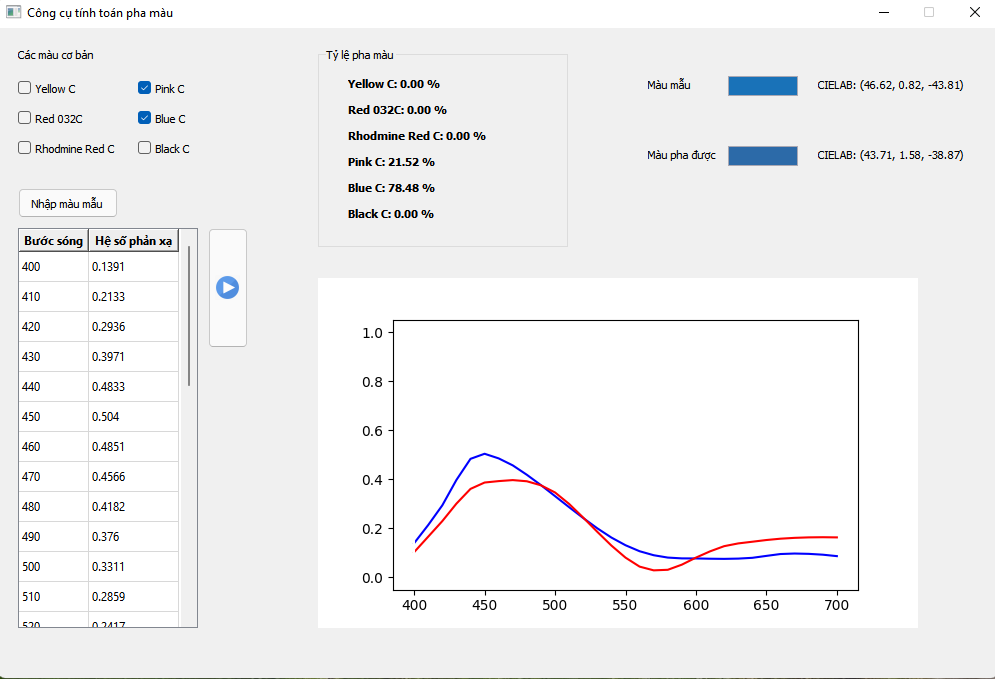 Công cụ tính toán pha màu
Các màu cơ bản
Yellow C
Pink C
Red 032C
Blue C
Rhodmine Red C
Black C
Nhập màu mẫu
Bước sóng Hệ số phản xạ
400 0.1391
410 0.2133
420 0.2936
430 0.3971
440 0.4833
450 0.504
460 0.4851
470 0.4566
480 0.4182
490 0.376
500 0.3311
510 0.2859
520 0.2417
Tỷ lệ pha màu
Yellow C: 0.00 %
Red 032C: 0.00 %
Rhodmine Red C: 0.00 %
Pink C: 21.52 %
Blue C: 78.48 %
Black C: 0.00 %
Màu mẫu CIELAB: (46.62, 0.82, -43.81)
Màu pha được CIELAB: (43.71, 1.58, -38.87)
1.0
0.8
0.6
0.4
0.2
0.0
400 450 500 550 600 650 700